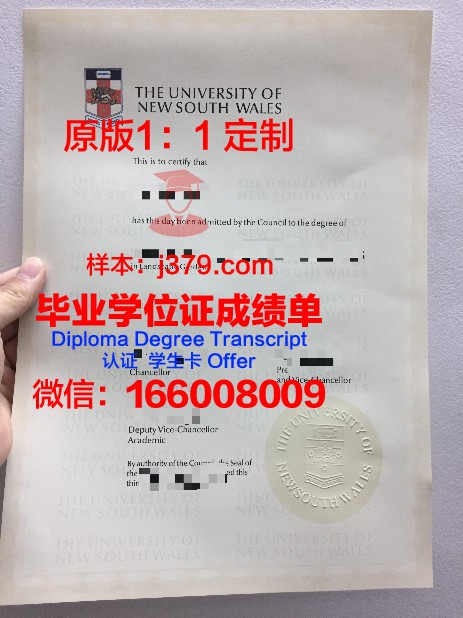 THE UNIVERSITY OF
NEW SOUTH WALES
原版1：1 定制
This is to certify that
has this day been admitted by the Council to the degree of
样本：j379.com
in Landscape
毕业学位证成绩单
Diploma Degree Transcript
认证 学生卡 Offer
Chancellor
and Vice-Chancellor
微信：166008009
Deputy Vice-Chancellor
Academic
By authority of the Council, the Seal of
the
this
THE UNIVERSITY OF
NEW SOUTH WALES